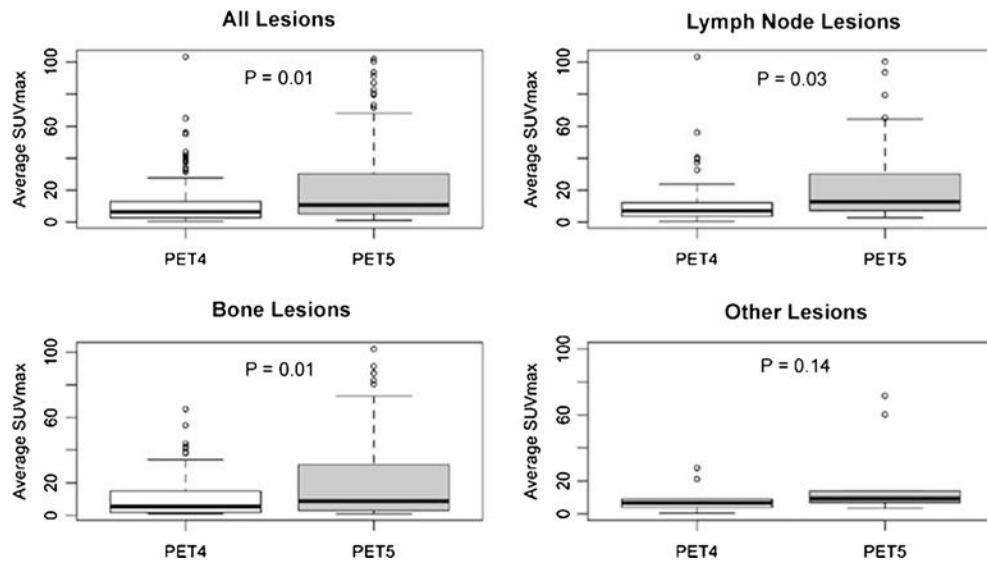 All Lesions
Average SUVmax
0
20
60
100
P = 0.01
PET4
PET5
Lymph Node Lesions
Average SUVmax
0
20
60
100
P = 0.03
PET4
PET5
Bone Lesions
Average SUVmax
0
20
60
100
P = 0.01
PET4
PET5
Other Lesions
Average SUVmax
0
20
60
100
P = 0.14
PET4
PET5